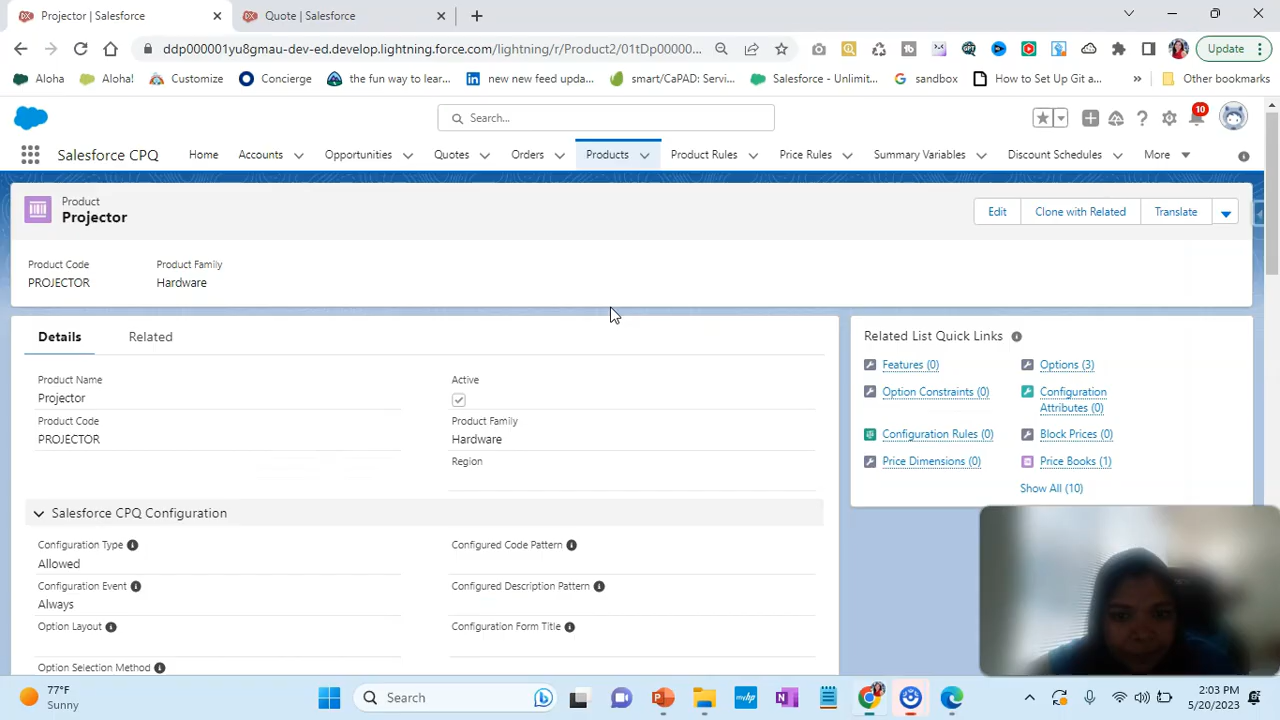 Projector | Salesforce
Quote | Salesforce
ddp000001yu8gmau-dev-ed.develop.lightning.force.com/lightning/r/Product2/01tDp0000...
Update
Aloha
Aloha!
Customize
Concierge
the fun way to lear...
new new feed upda...
smart/CaPAD: Servi...
Salesforce - Unlimit...
sandbox
How to Set Up Git a...
Other bookmarks
Search...
10
Salesforce CPQ
Home
Accounts
Opportunities
Quotes
Orders
Products
Product Rules
Price Rules
Summary Variables
Discount Schedules
More
Product
Projector
Edit
Clone with Related
Translate
Product Code
Product Family
PROJECTOR
Hardware
Details
Related
Related List Quick Links
Features (0)
Options (3)
Option Constraints (0)
Configuration
Attributes (0)
Configuration Rules (0)
Block Prices (0)
Price Dimensions (0)
Price Books (1)
Show All (10)
Product Name
Active
Projector
Product Code
Product Family
PROJECTOR
Hardware
Region
Salesforce CPQ Configuration
Configuration Type
Configured Code Pattern
Allowed
Configuration Event
Configured Description Pattern
Always
Option Layout
Configuration Form Title
Option Selection Method
77°F
Sunny
Search
2:03 PM
5/20/2023